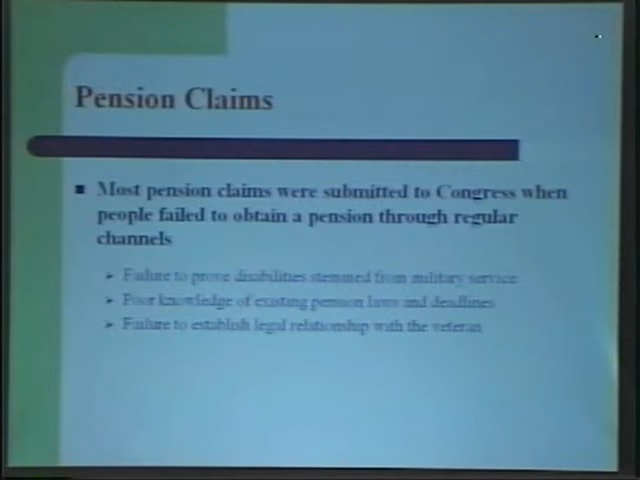 Pension Claims
Most pension claims were submitted to Congress when
people failed to obtain a pension through regular
channels
Failure to prove disabilities stemmed from military service
Poor knowledge of existing pension laws and deadlines
Failure to establish legal relationship with the veteran